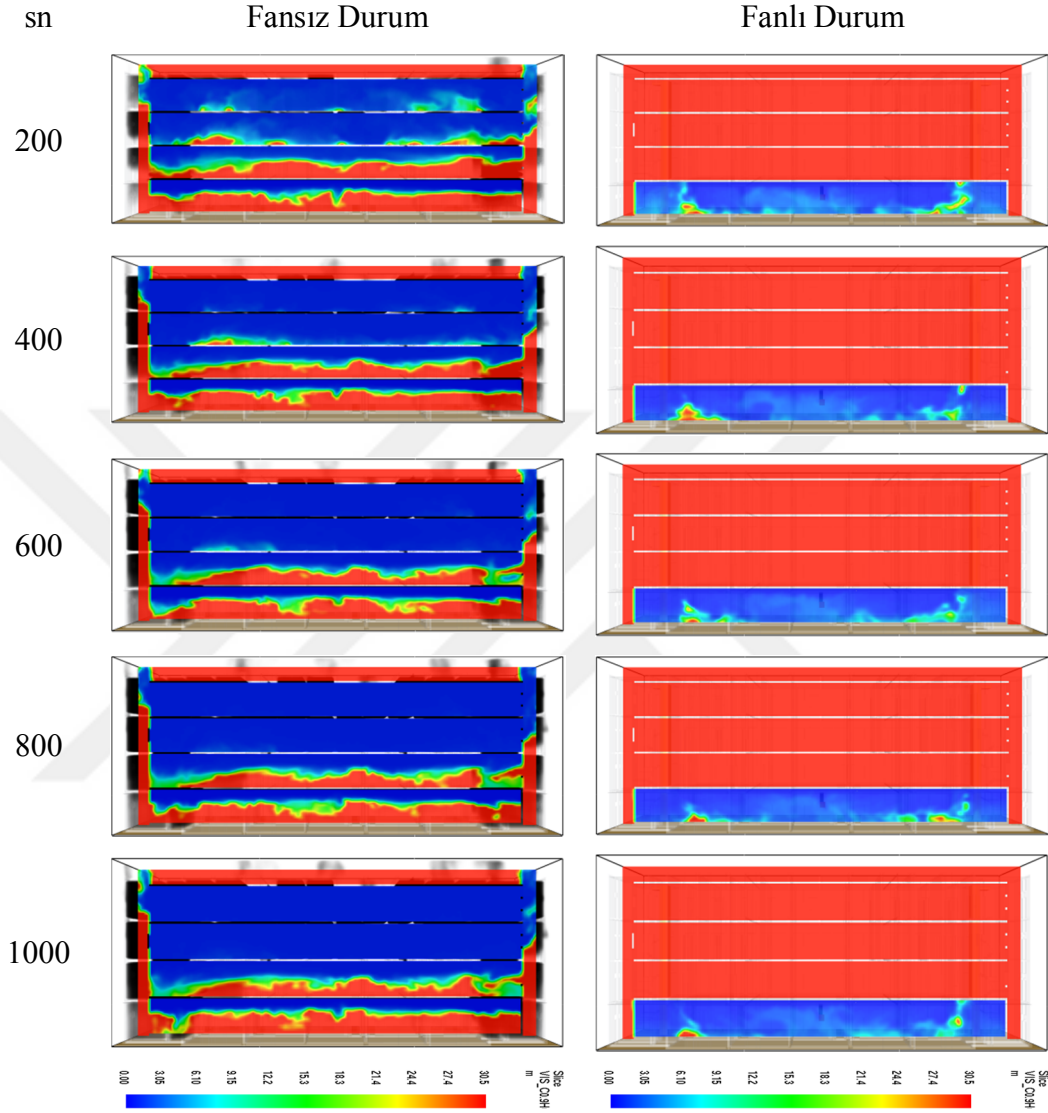 sn Fansız Durum Fanlı Durum
200
400
600
800
1000
0.00 3.05 6.10 9.15 12.2 15.3 18.3 21.4 24.4 27.4 30.5 m VIS_C0.9H Slice
0.00 3.05 6.10 9.15 12.2 15.3 18.3 21.4 24.4 27.4 30.5 m VIS_C0.9H Slice